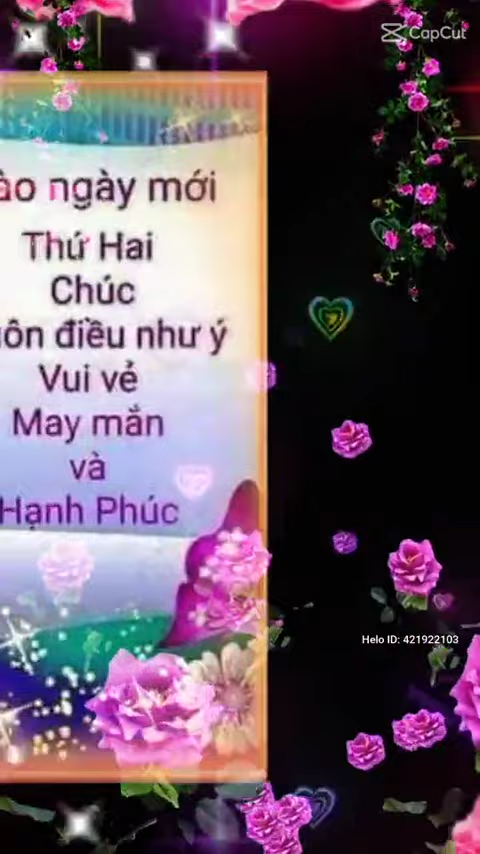 CapCut
ào ngày mới
Thứ Hai
Chúc
uôn điều như ý
Vui vẻ
May mắn
và
Hạnh Phúc
Helo ID: 421922103